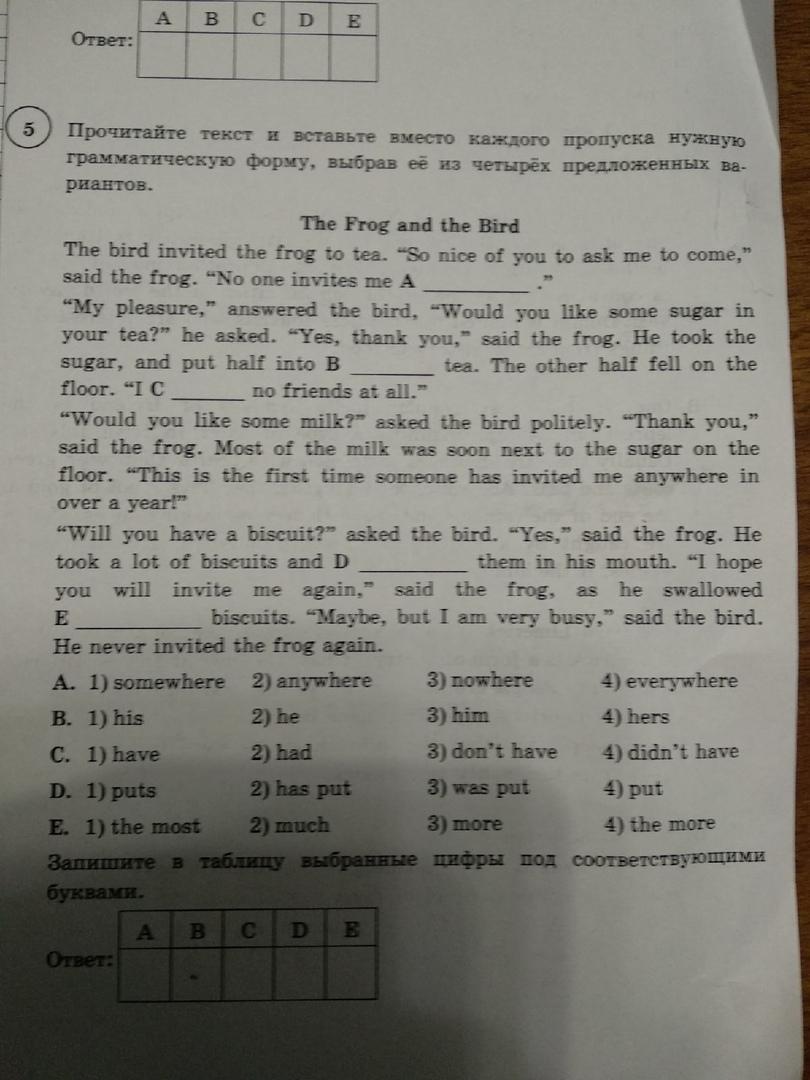 A B C D E
Ответ:
5
Прочитайте текст и вставьте вместо каждого пропуска нужную
грамматическую форму, выбрав её из четырёх предложенных ва-
риантов.
The Frog and the Bird
The bird invited the frog to tea. “So nice of you to ask me to come,”
said the frog. “No one invites me A __________ .”
“My pleasure,” answered the bird, “Would you like some sugar in
your tea?” he asked. “Yes, thank you,” said the frog. He took the
sugar, and put half into B ________ tea. The other half fell on the
floor. “I C _______ no friends at all.”
“Would you like some milk?” asked the bird politely. “Thank you,”
said the frog. Most of the milk was soon next to the sugar on the
floor. “This is the first time someone has invited me anywhere in
over a year!”
“Will you have a biscuit?” asked the bird. “Yes,” said the frog. He
took a lot of biscuits and D __________ them in his mouth. “I hope
you will invite me again,” said the frog, as he swallowed
E ____________ biscuits. “Maybe, but I am very busy,” said the bird.
He never invited the frog again.
A. 1) somewhere 2) anywhere 3) nowhere 4) everywhere
B. 1) his 2) he 3) him 4) hers
C. 1) have 2) had 3) don’t have 4) didn’t have
D. 1) puts 2) has put 3) was put 4) put
E. 1) the most 2) much 3) more 4) the more
Запишите в таблицу выбранные цифры под соответствующими
буквами.
A B C D E
Ответ: